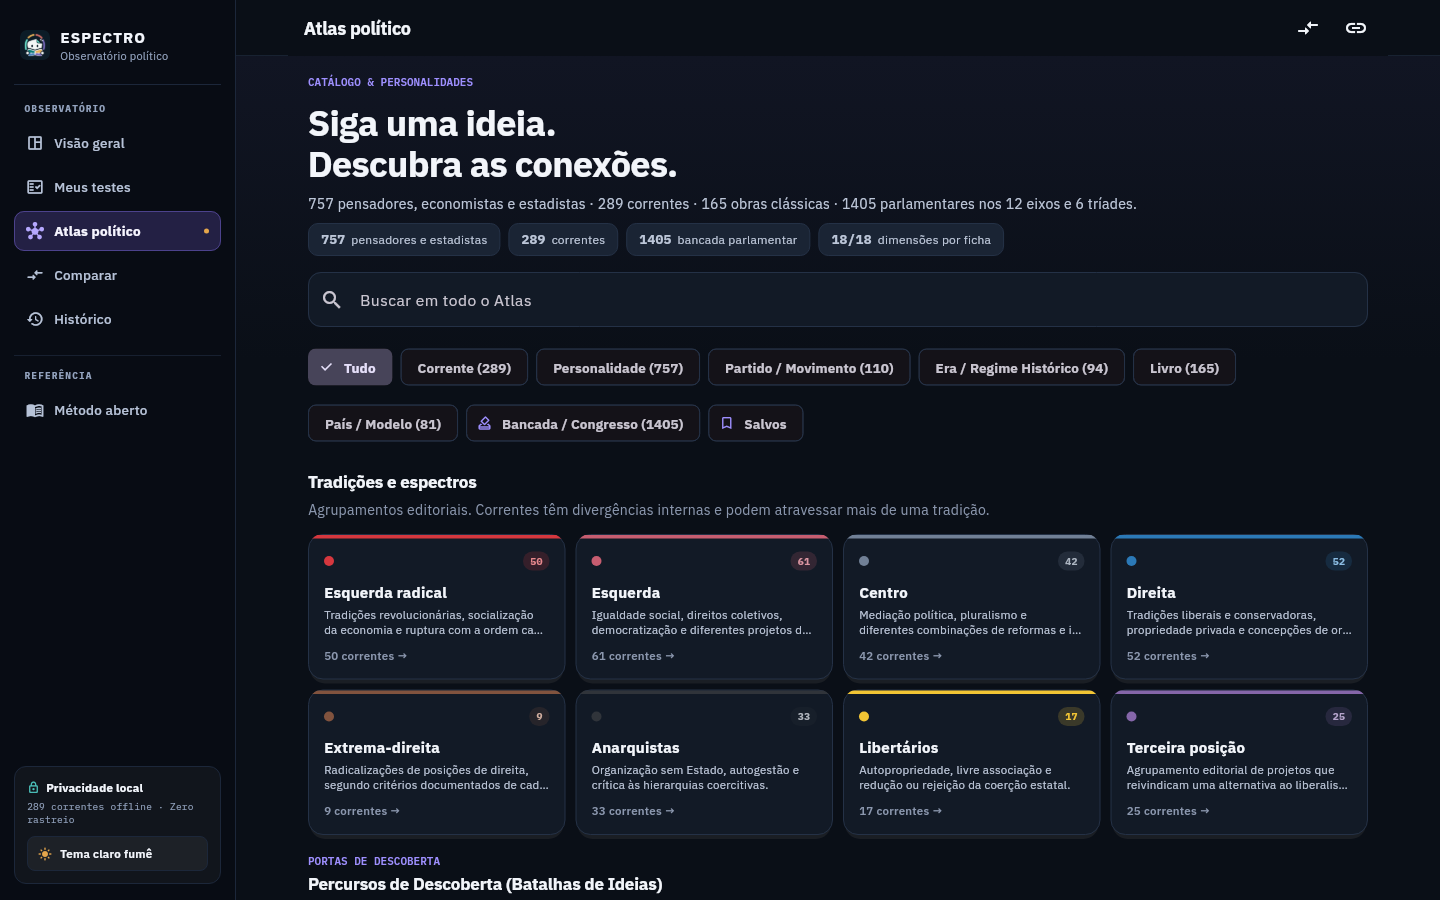 ESPECTRO
Observatório político
OBSERVATÓRIO
Visão geral
Meus testes
Atlas político
Comparar
Histórico
REFERÊNCIA
Método aberto
Privacidade local
289 correntes offline · Zero
rastreio
Tema claro fumê
Atlas político
CATÁLOGO & PERSONALIDADES
Siga uma ideia.
Descubra as conexões.
757 pensadores, economistas e estadistas · 289 correntes · 165 obras clássicas · 1405 parlamentares nos 12 eixos e 6 tríades.
757 pensadores e estadistas
289 correntes
1405 bancada parlamentar
18/18 dimensões por ficha
Buscar em todo o Atlas
Tudo
Corrente (289)
Personalidade (757)
Partido / Movimento (110)
Era / Regime Histórico (94)
Livro (165)
País / Modelo (81)
Bancada / Congresso (1405)
Salvos
Tradições e espectros
Agrupamentos editoriais. Correntes têm divergências internas e podem atravessar mais de uma tradição.
50
Esquerda radical
Tradições revolucionárias, socialização
da economia e ruptura com a ordem ca...
50 correntes →
61
Esquerda
Igualdade social, direitos coletivos,
democratização e diferentes projetos d...
61 correntes →
42
Centro
Mediação política, pluralismo e
diferentes combinações de reformas e i...
42 correntes →
52
Direita
Tradições liberais e conservadoras,
propriedade privada e concepções de or...
52 correntes →
9
Extrema-direita
Radicalizações de posições de direita,
segundo critérios documentados de cad...
9 correntes →
33
Anarquistas
Organização sem Estado, autogestão e
crítica às hierarquias coercitivas.
33 correntes →
17
Libertários
Autopropriedade, livre associação e
redução ou rejeição da coerção estatal.
17 correntes →
25
Terceira posição
Agrupamento editorial de projetos que
reivindicam uma alternativa ao liberalis...
25 correntes →
PORTAS DE DESCOBERTA
Percursos de Descoberta (Batalhas de Ideias)